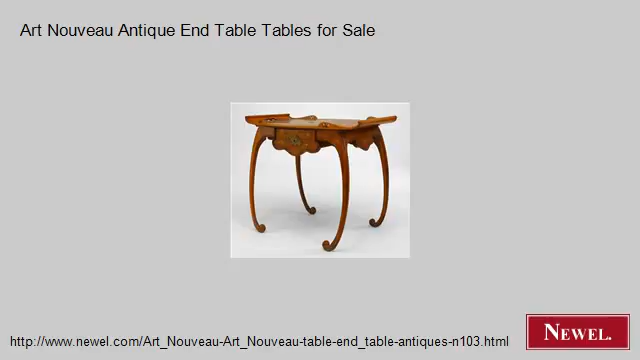 Art Nouveau Antique End Table Tables for Sale
NEWEL.
http://www.newel.com/Art_Nouveau-Art_Nouveau-table-end_table-antiques-n103.html